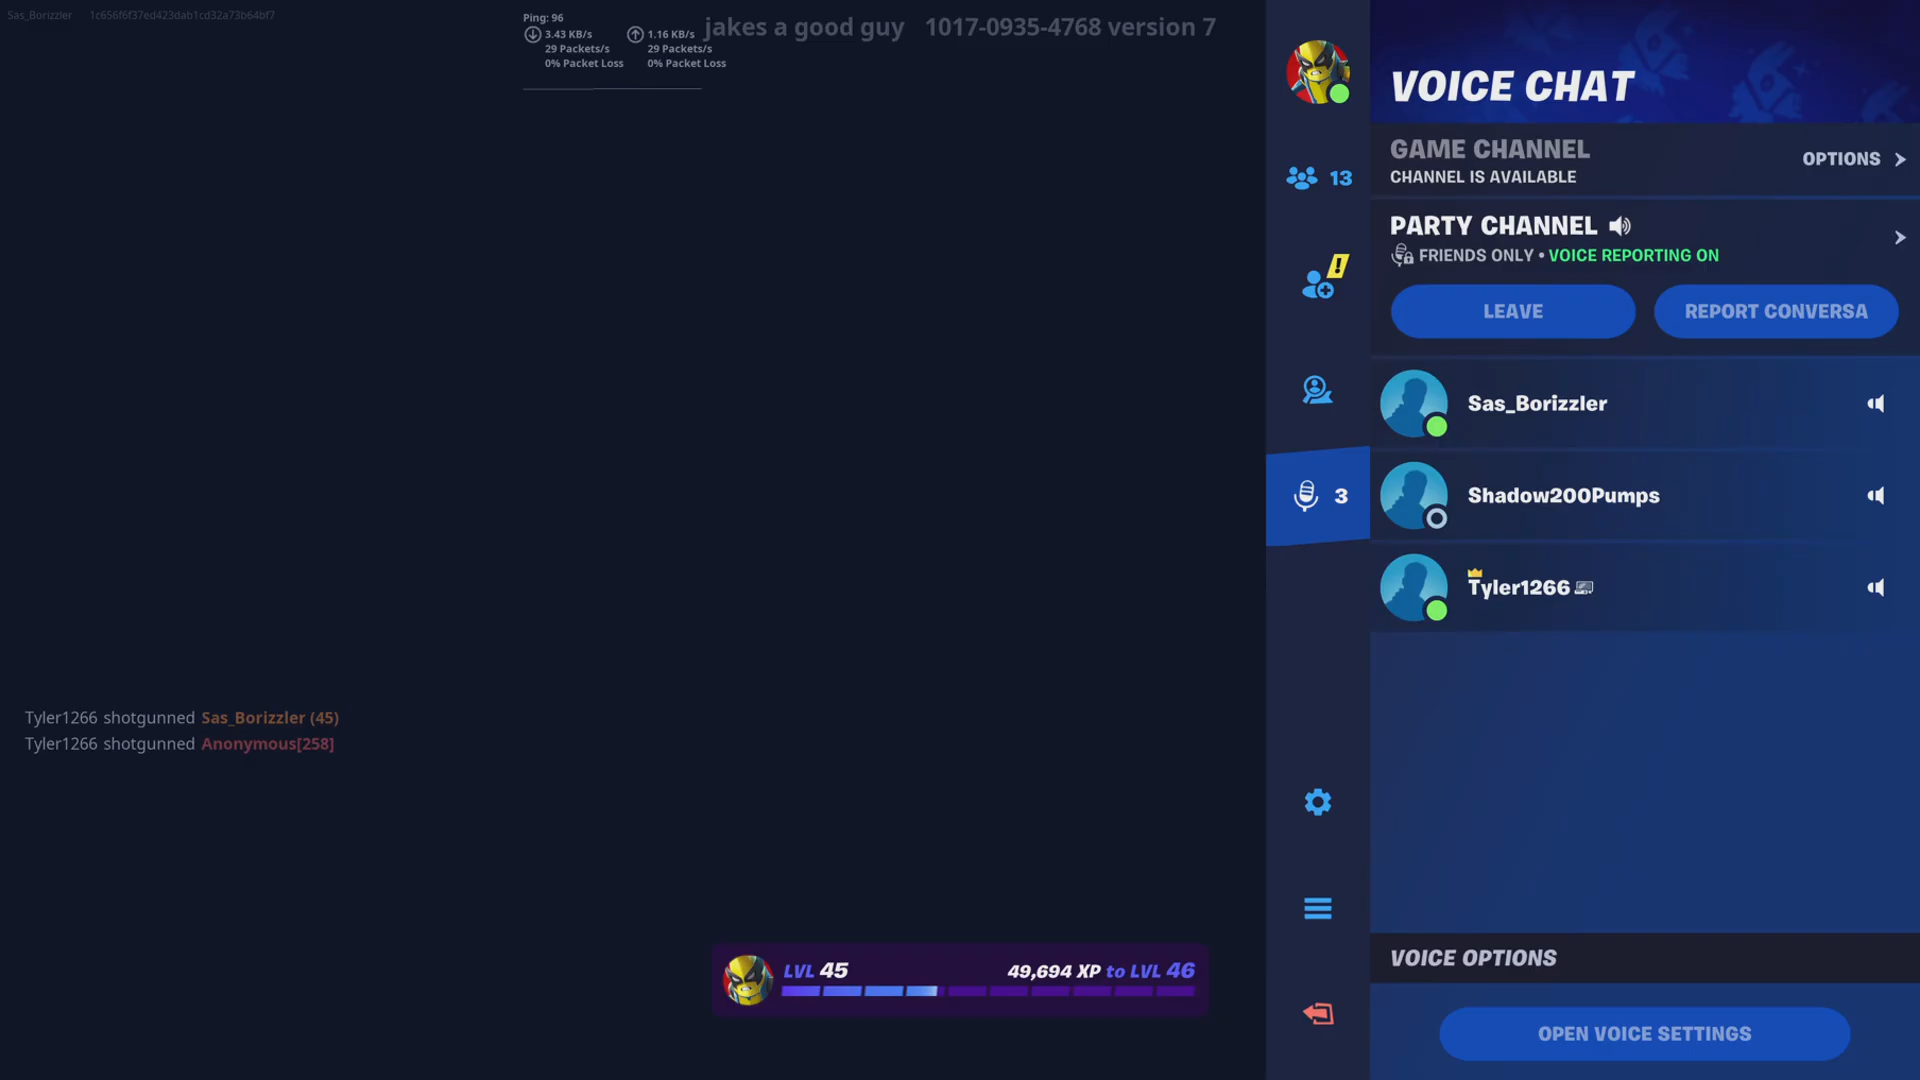 Sas_Borizzler 1c656f6f37ed423dab1cd32a73b64bf7
Ping: 96
3.43 KB/s 1.16 KB/s
29 Packets/s 29 Packets/s
0% Packet Loss 0% Packet Loss
jakes a good guy 1017-0935-4768 version 7
VOICE CHAT
GAME CHANNEL
CHANNEL IS AVAILABLE
OPTIONS
13
PARTY CHANNEL
FRIENDS ONLY • VOICE REPORTING ON
LEAVE
REPORT CONVERSA
Sas_Borizzler
3
Shadow200Pumps
Tyler1266
Tyler1266 shotgunned Sas_Borizzler (45)
Tyler1266 shotgunned Anonymous[258]
LVL 45
49,694 XP to LVL 46
VOICE OPTIONS
OPEN VOICE SETTINGS